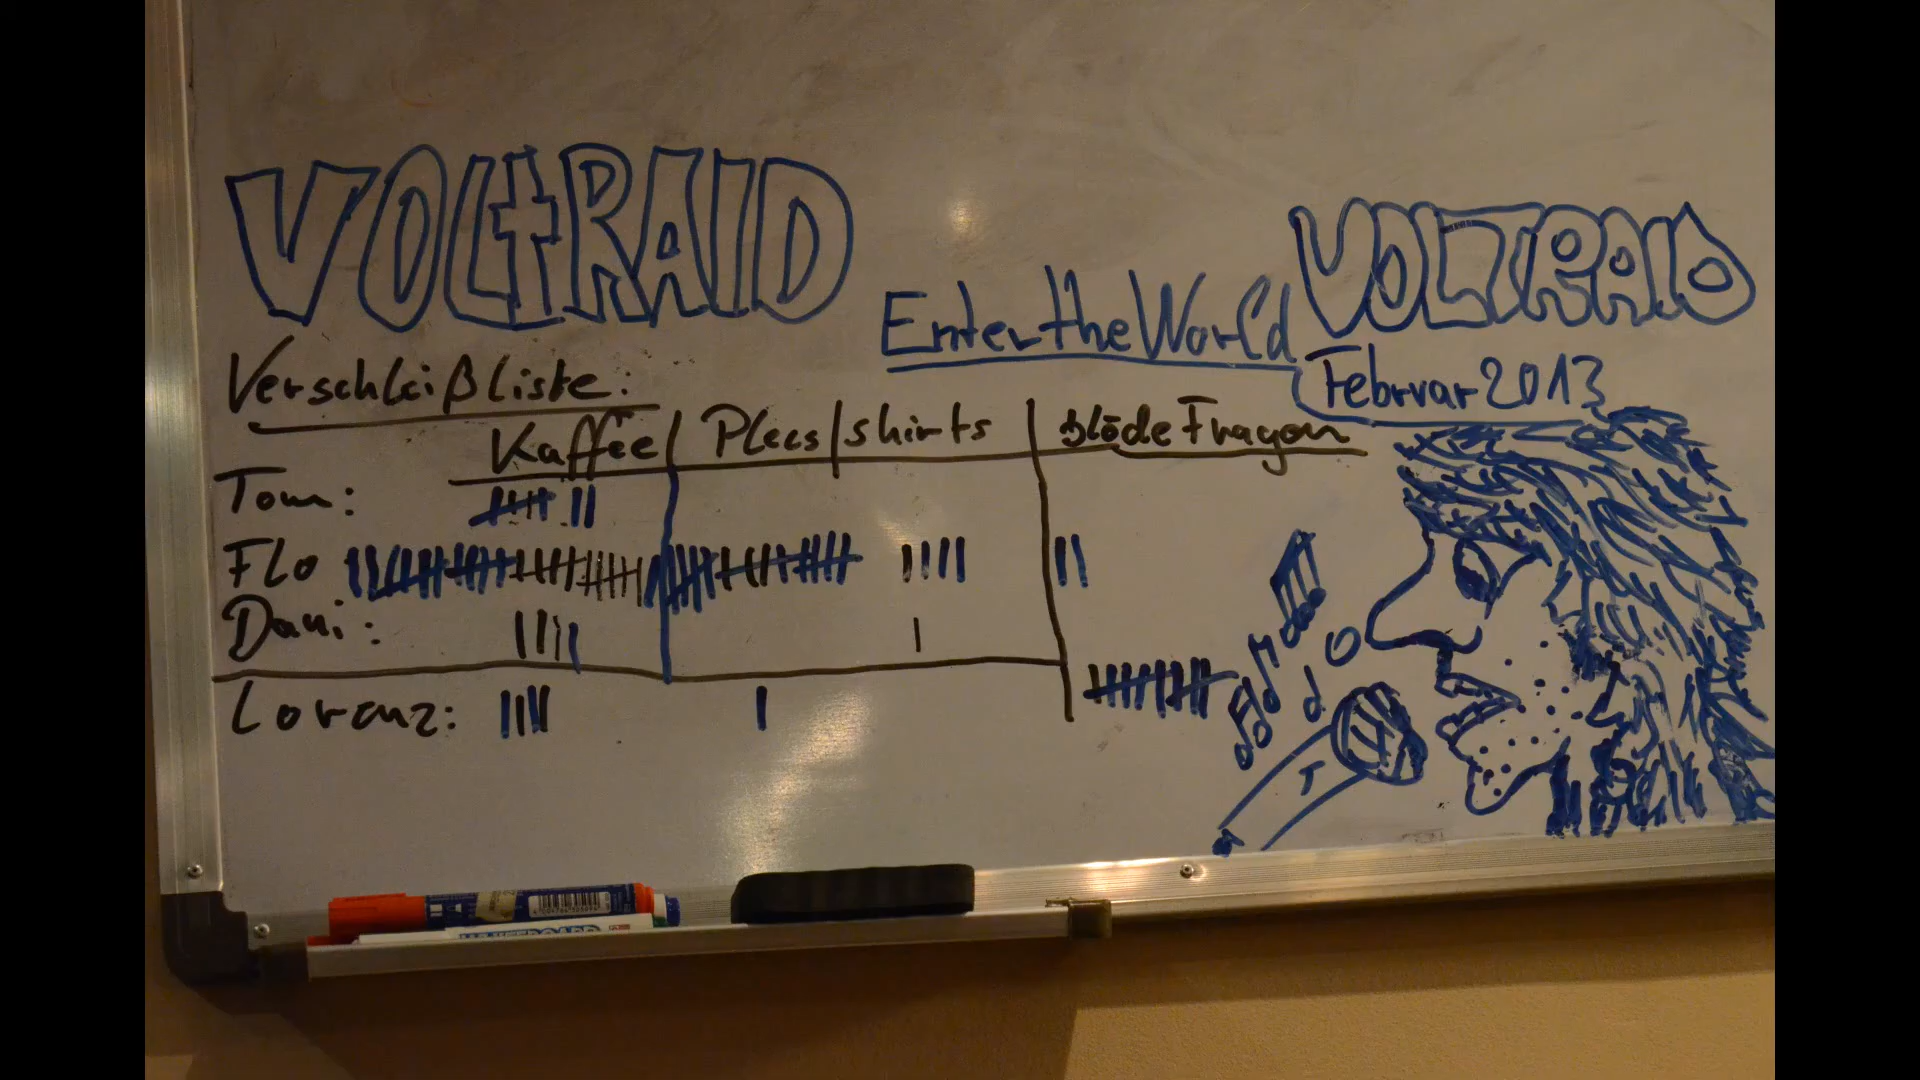 VOLTRAID
Enter the World VOLTRAID
Februar 2013
Verschleißliste:
Kaffee Plecs shirts blöde Fragen
Tom:
Flo
Dani:
Lorenz:
T